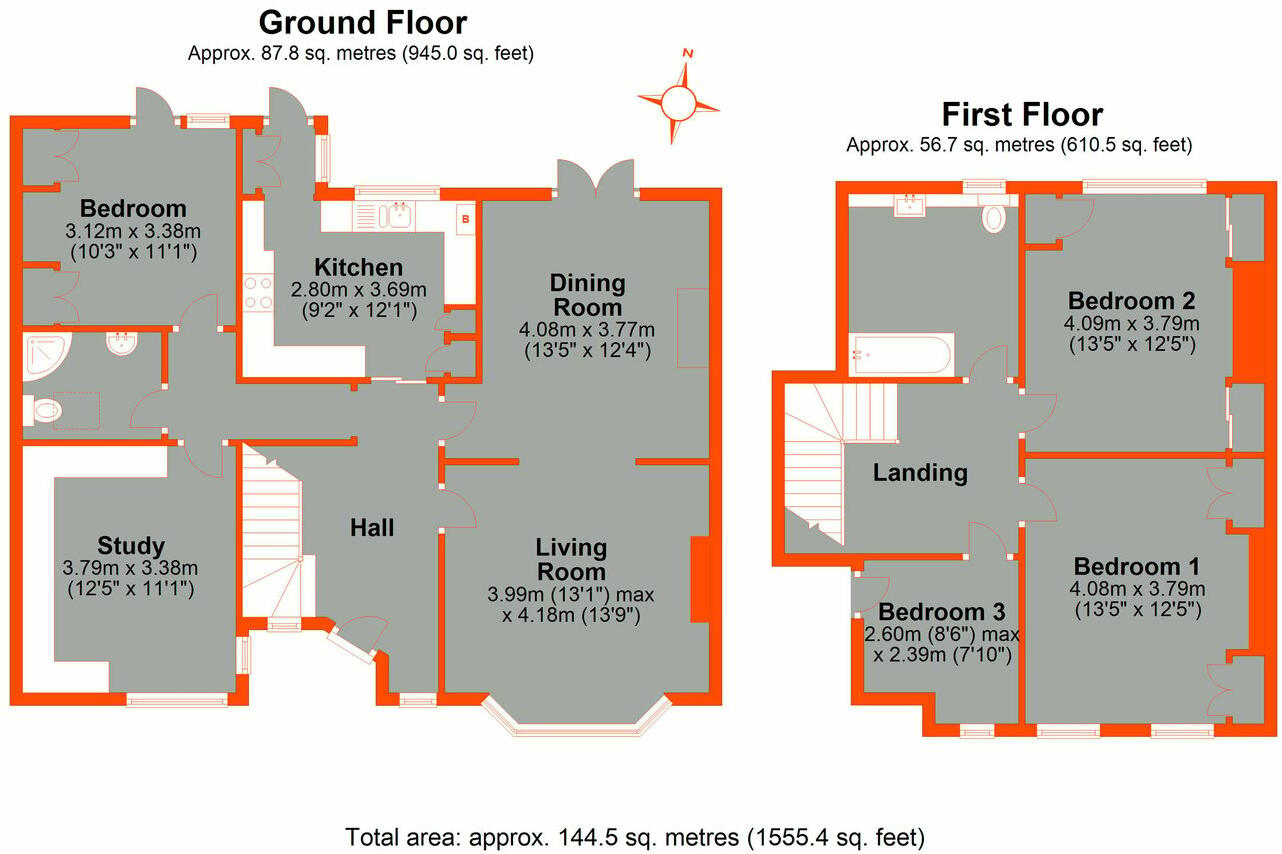 Ground Floor
Approx. 87.8 sq. metres (945.0 sq. feet)
N
First Floor
Approx. 56.7 sq. metres (610.5 sq. feet)
Bedroom
3.12m x 3.38m
(10'3" x 11'1")
B
Kitchen
2.80m x 3.69m
(9'2" x 12'1")
Dining
Room
4.08m x 3.77m
(13'5" x 12'4")
Study
3.79m x 3.38m
(12'5" x 11'1")
Hall
Living
Room
3.99m (13'1") max
x 4.18m (13'9")
Bedroom 2
4.09m x 3.79m
(13'5" x 12'5")
Landing
Bedroom 1
4.08m x 3.79m
(13'5" x 12'5")
Bedroom 3
2.60m (8'6") max
x 2.39m (7'10")
Total area: approx. 144.5 sq. metres (1555.4 sq. feet)